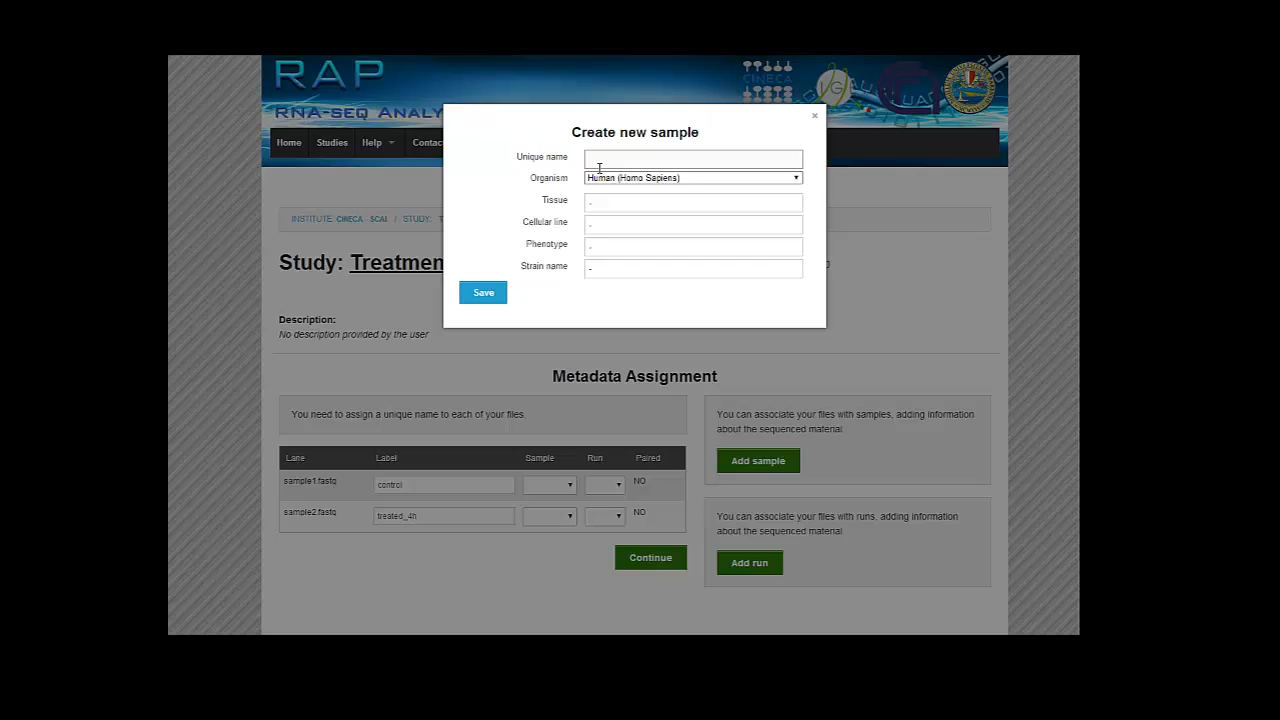 RAP
CINECA
RNA-SEQ ANALY
Home Studies Help Contac
Create new sample
×
Unique name
Organism Human (Homo Sapiens)
Tissue -
Cellular line -
Phenotype -
Strain name -
Save
INSTITUTE: CINECA - SCAI / STUDY: T
Study: Treatmen
Description:
No description provided by the user
Metadata Assignment
You need to assign a unique name to each of your files.
Lane Label Sample Run Paired
sample1.fastq control NO
sample2.fastq treated_4h NO
Continue
You can associate your files with samples, adding information
about the sequenced material.
Add sample
You can associate your files with runs, adding information
about the sequenced material.
Add run